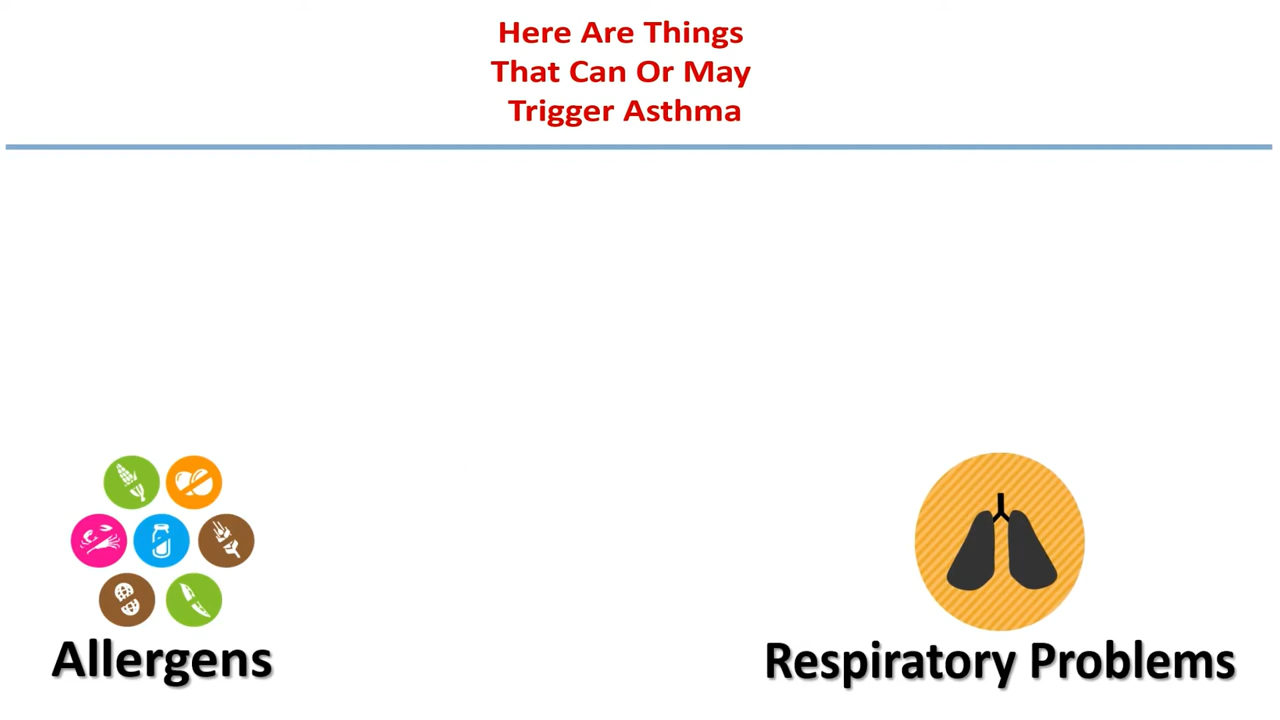 Here Are Things
That Can Or May
Trigger Asthma
Allergens
Respiratory Problems